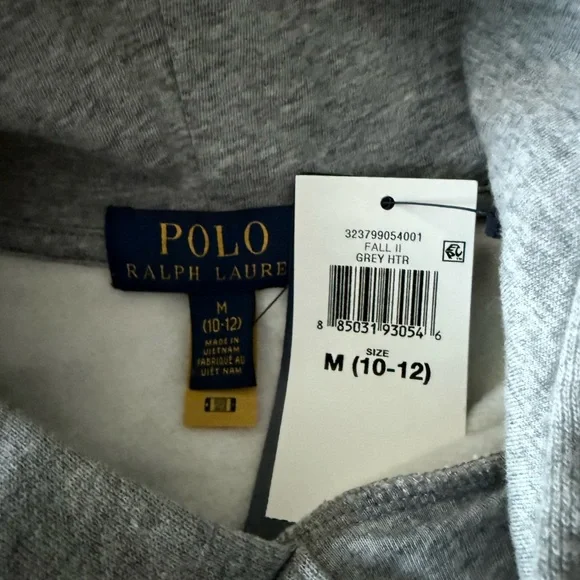 POLO
RALPH LAURE
M
(10-12)
MADE IN
VIETNAM
FABRIQUÉ AU
VIÊT NAM
323799054001
FALL II
GREY HTR
8 85031 93054 6
SIZE
M (10-12)